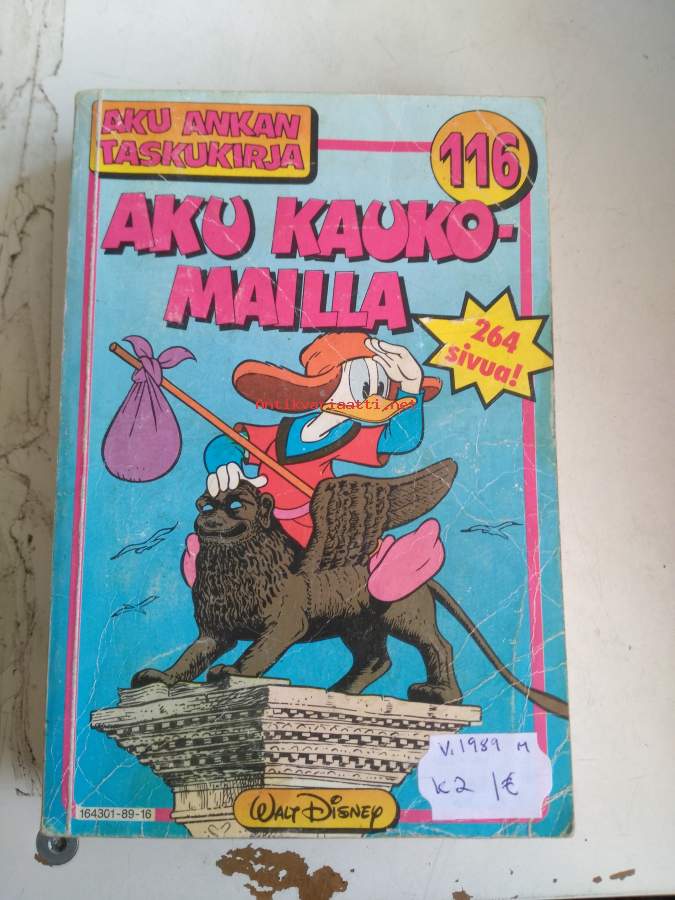 AKU ANKAN
TASKUKIRJA
116
AKU KAUKO-
MAILLA
264
sivua!
Antikvariaatti.net
V. 1989 M
K2 1€
164301-89-16
WALT DISNEY